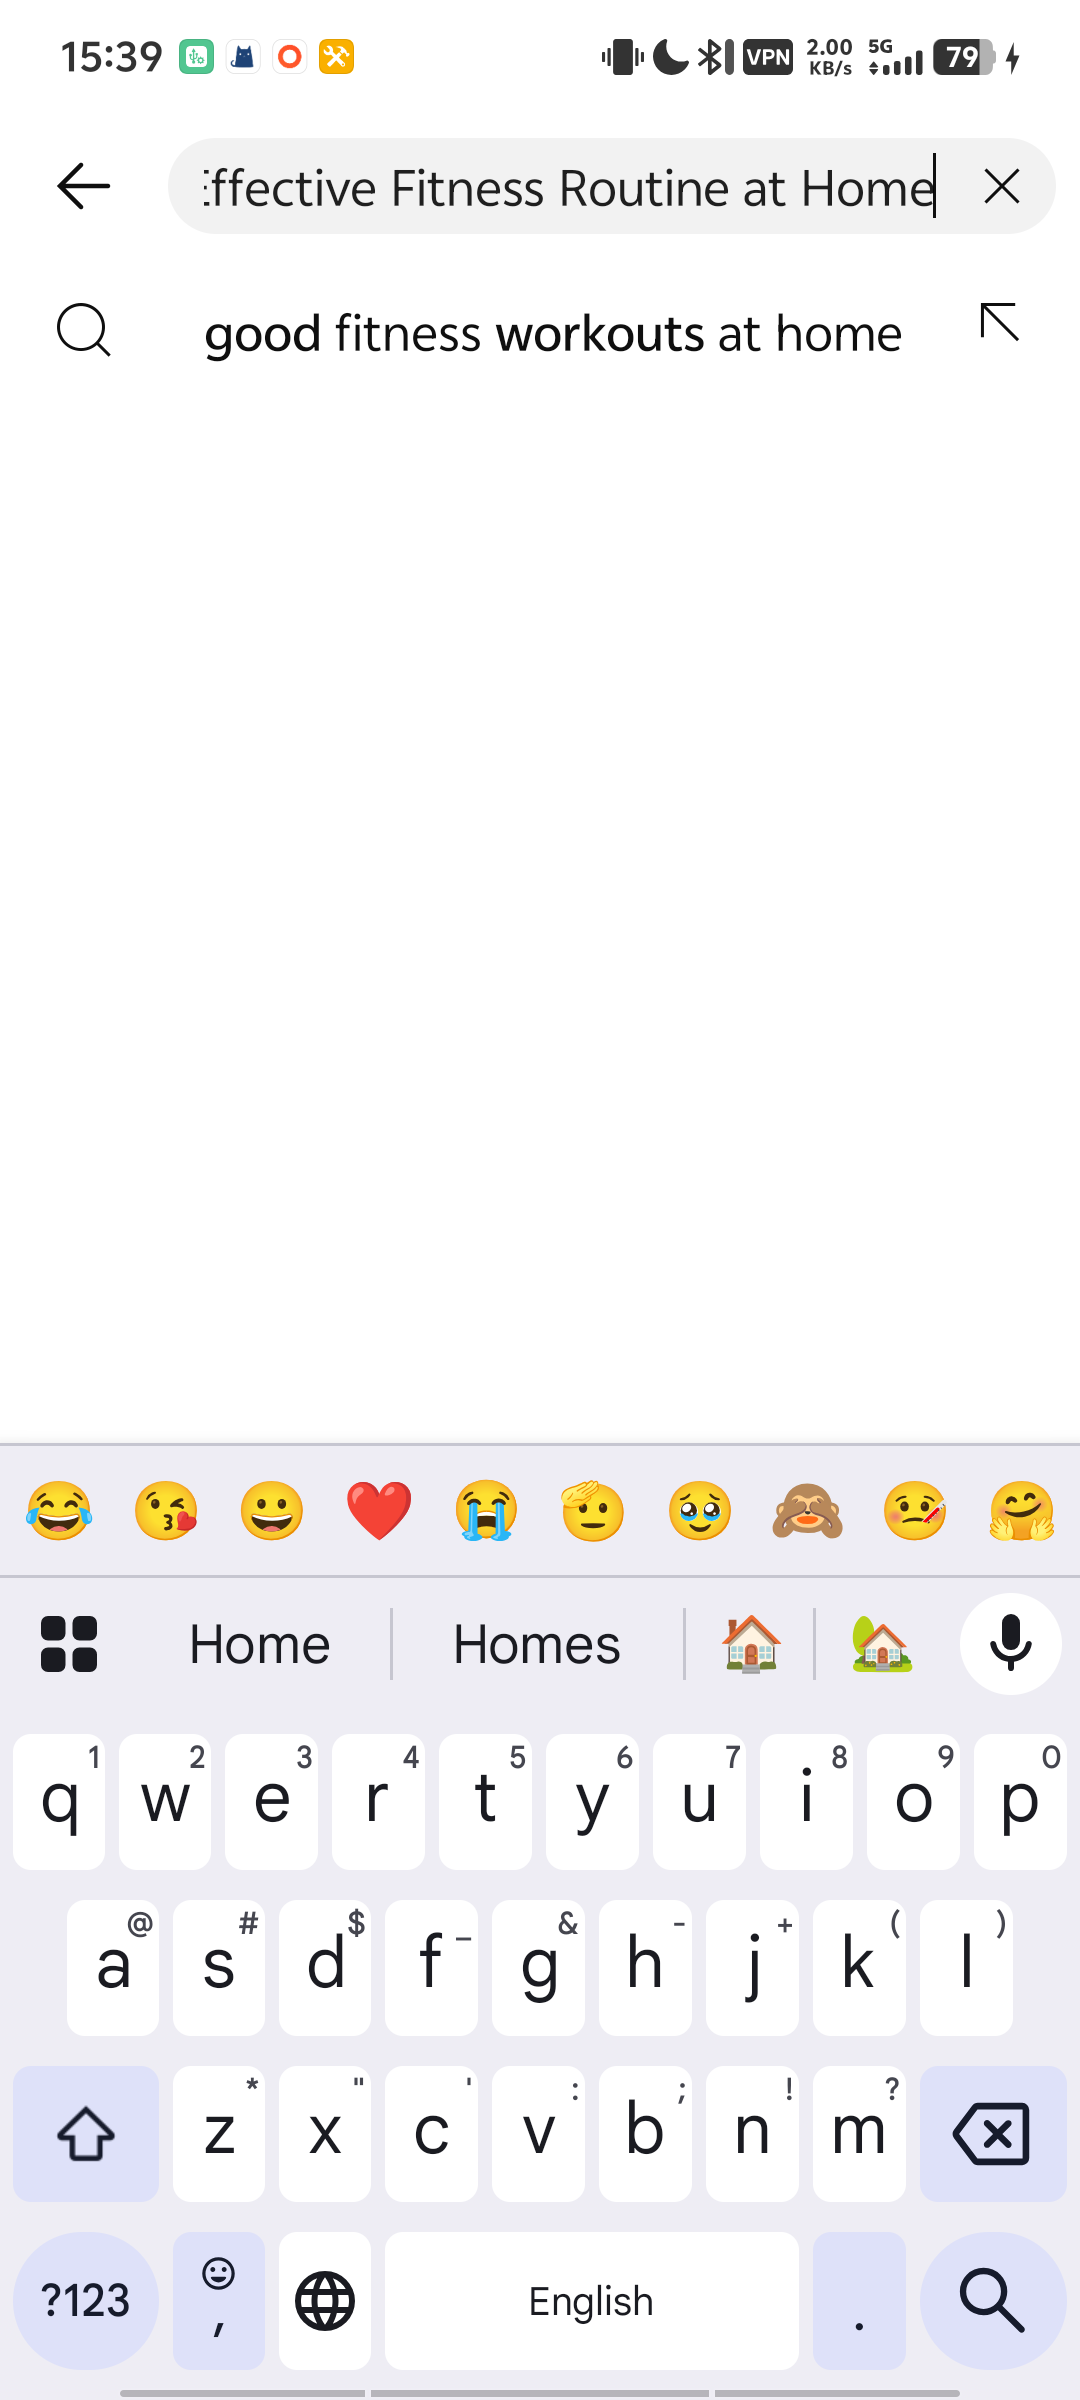 15:39
VPN
2.00 KB/s
5G
79
Effective Fitness Routine at Home
good fitness workouts at home
Home
Homes
1 2 3 4 5 6 7 8 9 0
q w e r t y u i o p
@ # $ _ & - + ( )
a s d f g h j k l
* " ' : ; ! ?
z x c v b n m
?123
,
English
.